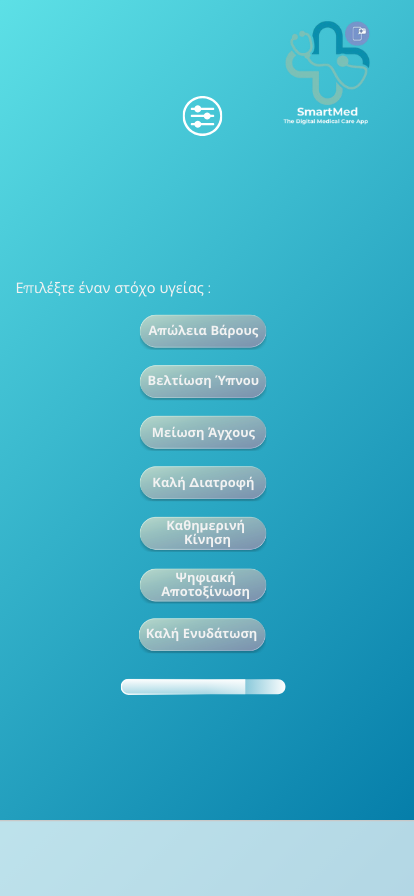 SmartMed
The Digital Medical Care App
Επιλέξτε έναν στόχο υγείας :
Απώλεια Βάρους
Βελτίωση Ύπνου
Μείωση Άγχους
Καλή Διατροφή
Καθημερινή
Κίνηση
Ψηφιακή
Αποτοξίνωση
Καλή Ενυδάτωση